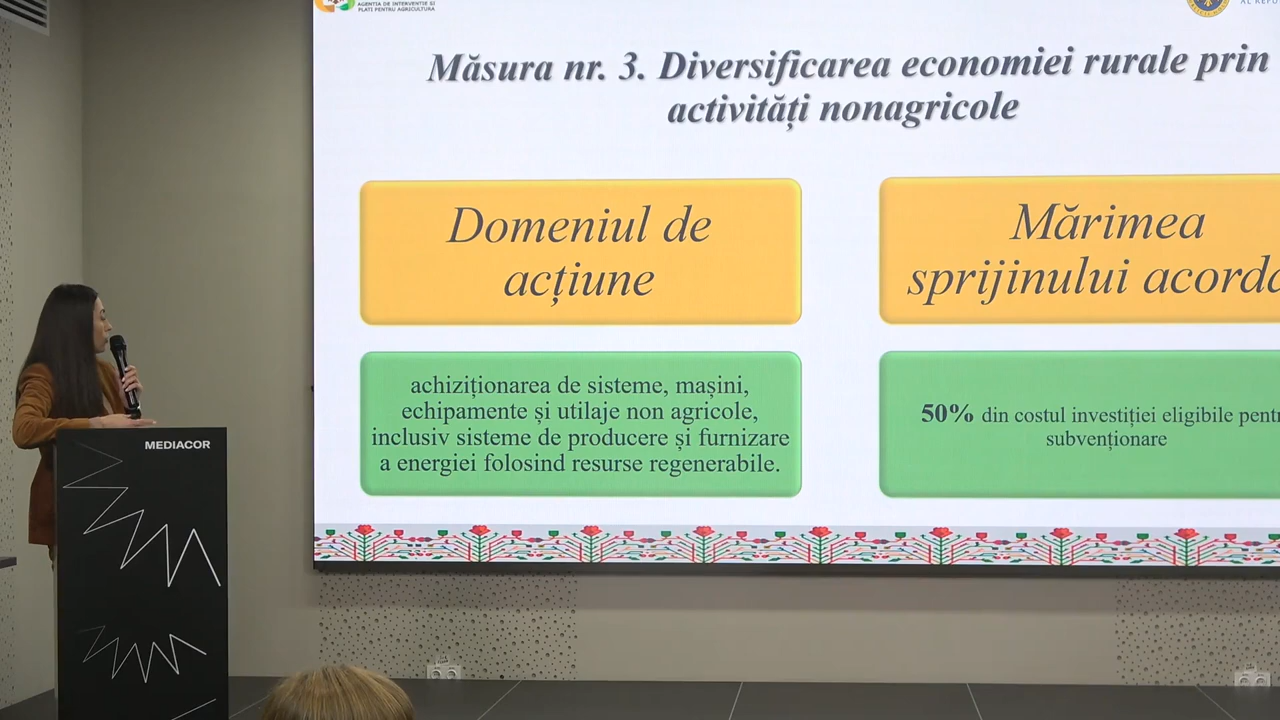 AGENȚIA DE INTERVENȚIE ȘI
PLĂȚI PENTRU AGRICULTURĂ
Măsura nr. 3. Diversificarea economiei rurale prin
activități nonagricole
Domeniul de
acțiune
Mărimea
sprijinului acorda
achiziționarea de sisteme, mașini,
echipamente și utilaje non agricole,
inclusiv sisteme de producere și furnizare
a energiei folosind resurse regenerabile.
50% din costul investiției eligibile pentr
subvenționare
MEDIACOR